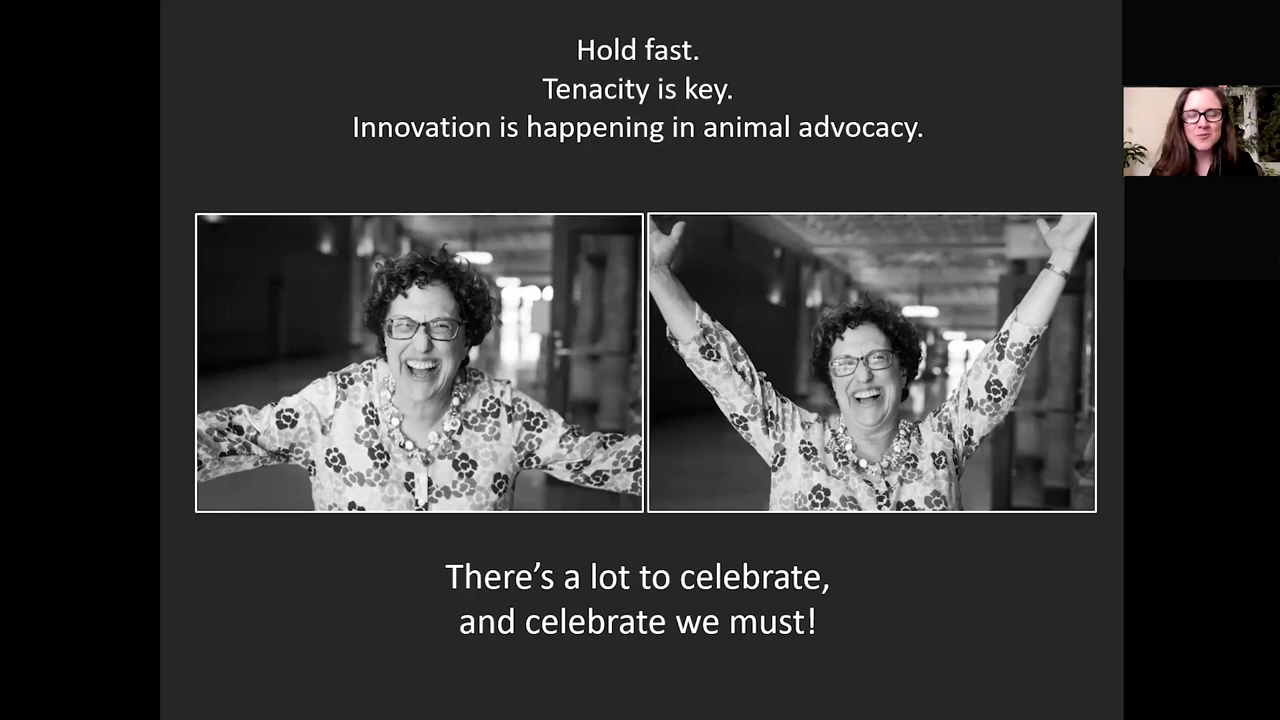 Hold fast.
Tenacity is key.
Innovation is happening in animal advocacy.
There’s a lot to celebrate,
and celebrate we must!